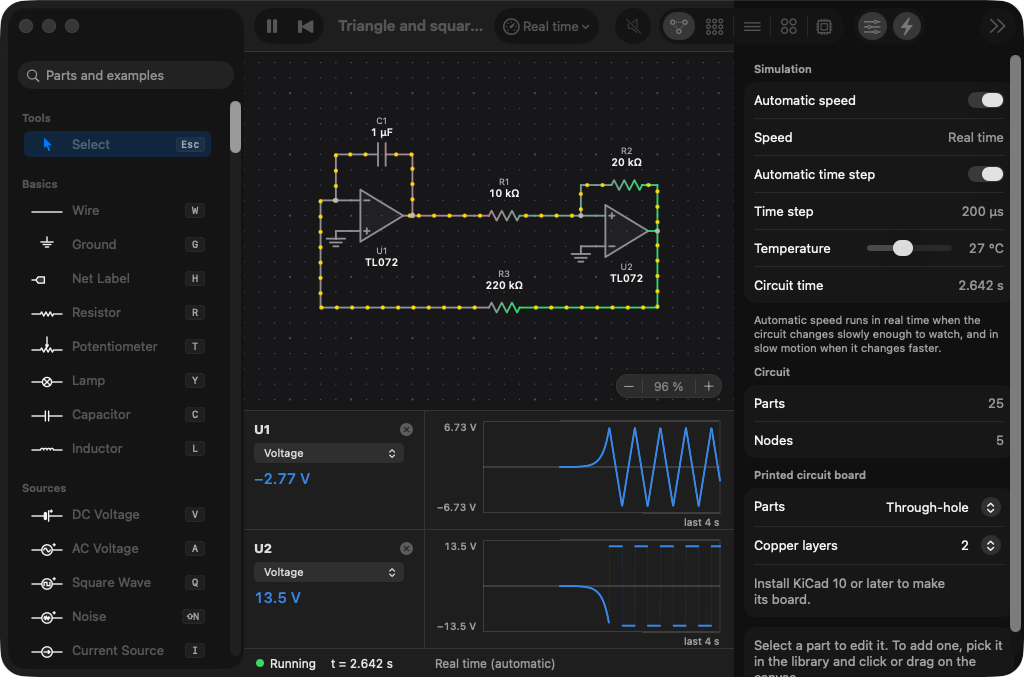 Triangle and squar...
Real time
Parts and examples
Tools
Select Esc
Basics
Wire W
Ground G
Net Label H
Resistor R
Potentiometer T
Lamp Y
Capacitor C
Inductor L
Sources
DC Voltage V
AC Voltage A
Square Wave Q
Noise ⇧N
Current Source I
C1
1 µF
R1
10 kΩ
R2
20 kΩ
U1
TL072
U2
TL072
R3
220 kΩ
− 96 % +
U1
Voltage
−2.77 V
6.73 V
−6.73 V
last 4 s
U2
Voltage
13.5 V
13.5 V
−13.5 V
last 4 s
Running t = 2.642 s Real time (automatic)
Simulation
Automatic speed
Speed Real time
Automatic time step
Time step 200 µs
Temperature 27 °C
Circuit time 2.642 s
Automatic speed runs in real time when the
circuit changes slowly enough to watch, and in
slow motion when it changes faster.
Circuit
Parts 25
Nodes 5
Printed circuit board
Parts Through-hole
Copper layers 2
Install KiCad 10 or later to make
its board.
Select a part to edit it. To add one, pick it
in the library and click or drag on the
canvas.